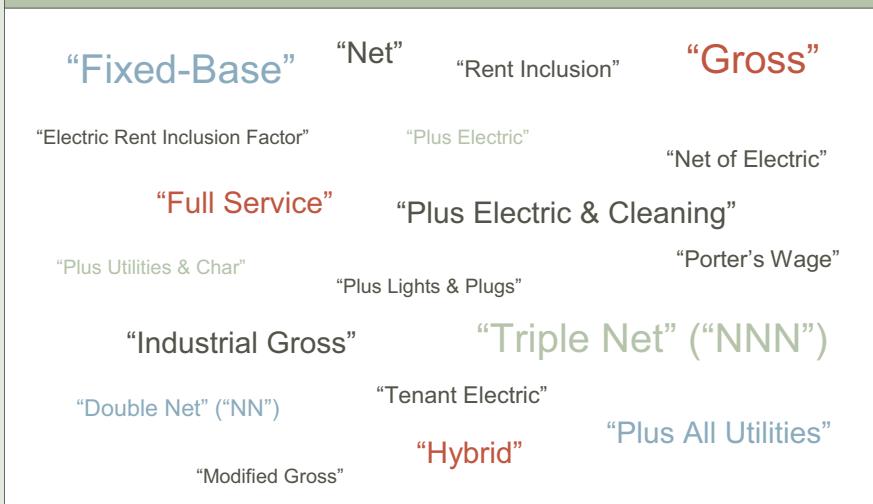 “Fixed-Base”
“Net”
“Rent Inclusion”
“Gross”
“Electric Rent Inclusion Factor”
“Plus Electric”
“Net of Electric”
“Full Service”
“Plus Electric & Cleaning”
“Plus Utilities & Char”
“Porter’s Wage”
“Plus Lights & Plugs”
“Industrial Gross”
“Triple Net” (“NNN”)
“Double Net” (“NN”)
“Tenant Electric”
“Hybrid”
“Plus All Utilities”
“Modified Gross”